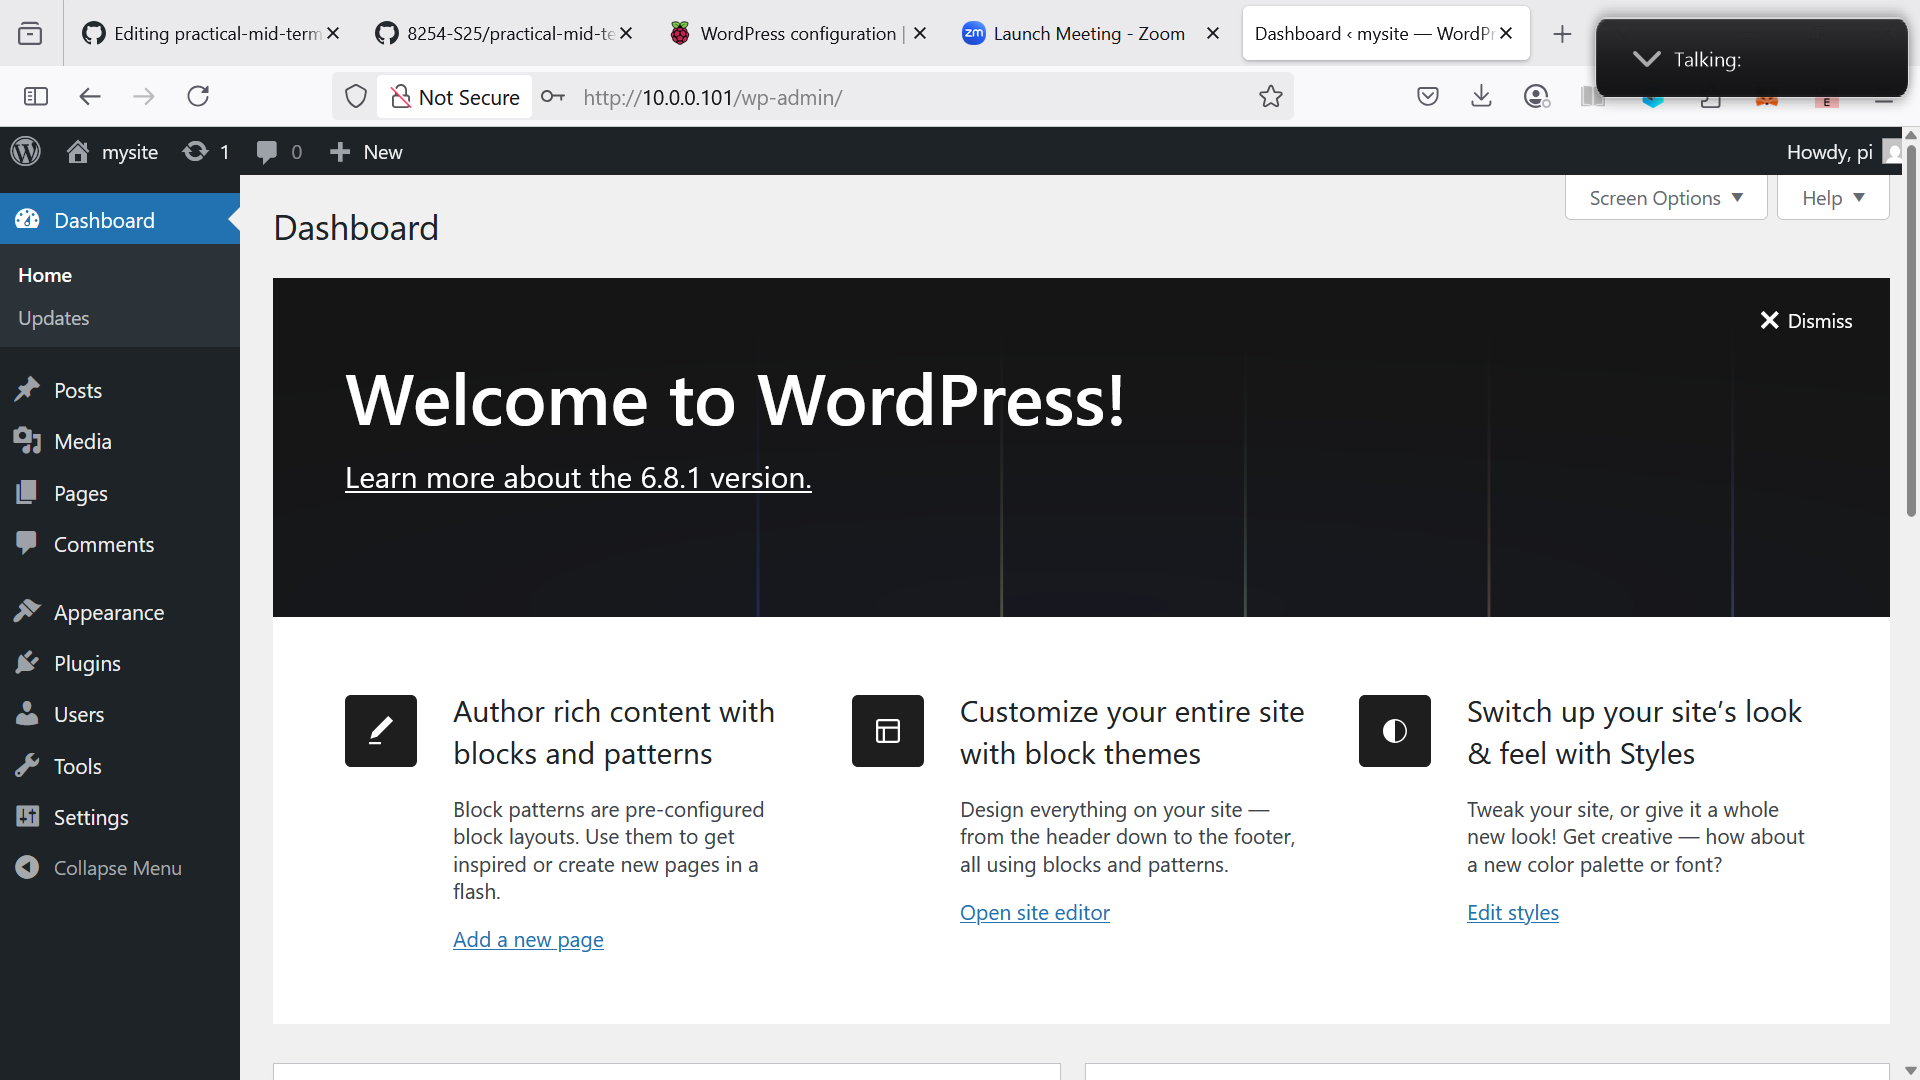 Editing practical-mid-term
8254-S25/practical-mid-te
WordPress configuration |
zm
Launch Meeting - Zoom
Dashboard ‹ mysite — WordPr
Talking:
Not Secure
http://10.0.0.101/wp-admin/
E
mysite
1
0
New
Howdy, pi
Screen Options
Help
Dashboard
Home
Updates
Posts
Media
Pages
Comments
Appearance
Plugins
Users
Tools
Settings
Collapse Menu
Dashboard
Dismiss
Welcome to WordPress!
Learn more about the 6.8.1 version.
Author rich content with
blocks and patterns
Block patterns are pre-configured
block layouts. Use them to get
inspired or create new pages in a
flash.
Add a new page
Customize your entire site
with block themes
Design everything on your site —
from the header down to the footer,
all using blocks and patterns.
Open site editor
Switch up your site’s look
& feel with Styles
Tweak your site, or give it a whole
new look! Get creative — how about
a new color palette or font?
Edit styles